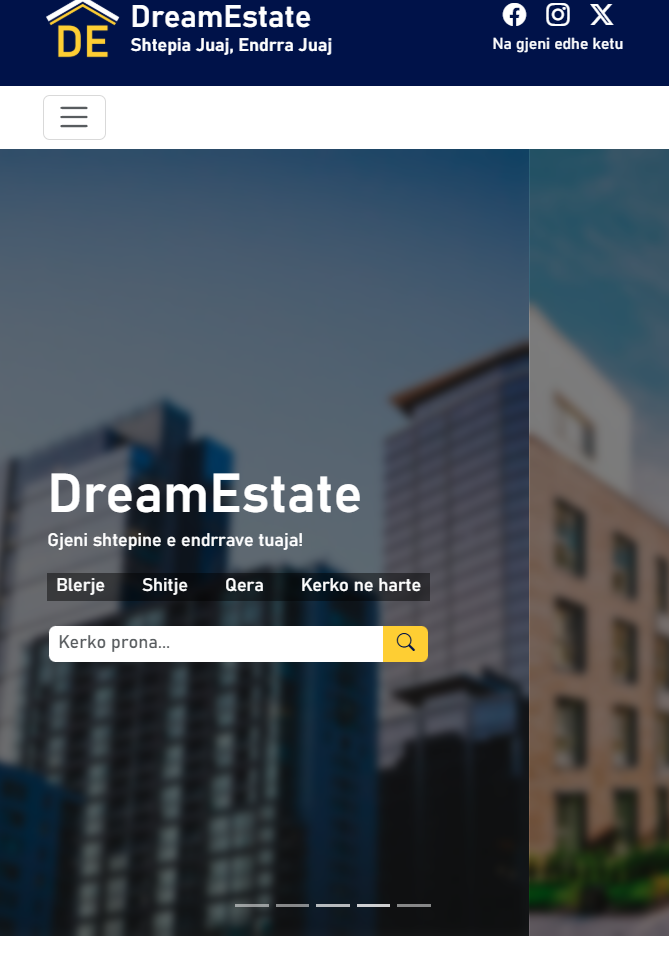 DE
DreamEstate
Shtepia Juaj, Endrra Juaj
Na gjeni edhe ketu
DreamEstate
Gjeni shtepine e endrrave tuaja!
Blerje Shitje Qera Kerko ne harte
Kerko prona...